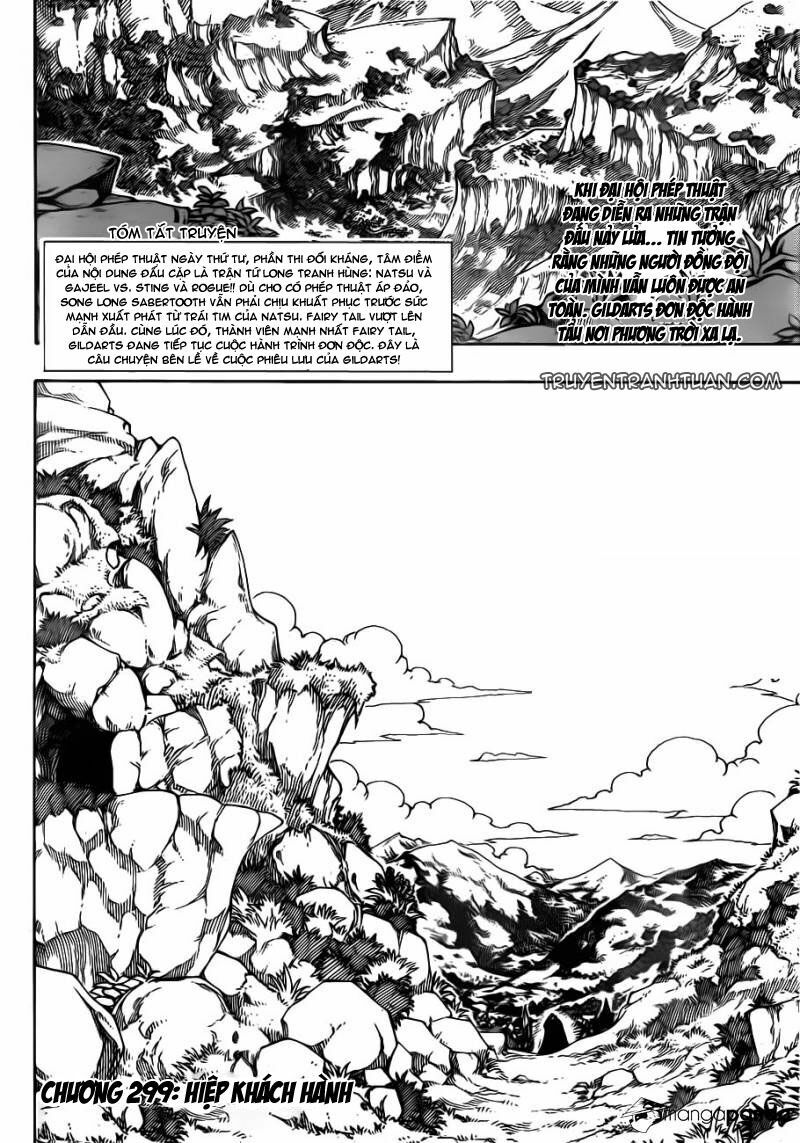 TÓM TẮT TRUYỆN
ĐẠI HỘI PHÉP THUẬT NGÀY THỨ TƯ, PHẦN THI ĐỐI KHÁNG, TÂM ĐIỂM
CỦA NỘI DUNG ĐẤU CẶP LÀ TRẬN TỨ LONG TRANH HÙNG: NATSU VÀ
GAJEEL VS. STING VÀ ROGUE!! DÙ CHO CÓ PHÉP THUẬT ÁP ĐẢO,
SONG LONG SABERTOOTH VẪN PHẢI CHỊU KHUẤT PHỤC TRƯỚC SỨC
MẠNH XUẤT PHÁT TỪ TRÁI TIM CỦA NATSU. FAIRY TAIL VƯỢT LÊN
DẪN ĐẦU. CÙNG LÚC ĐÓ, THÀNH VIÊN MẠNH NHẤT FAIRY TAIL,
GILDARTS ĐANG TIẾP TỤC CUỘC HÀNH TRÌNH ĐƠN ĐỘC. ĐÂY LÀ
CÂU CHUYỆN BÊN LỀ VỀ CUỘC PHIÊU LƯU CỦA GILDARTS!
KHI ĐẠI HỘI PHÉP THUẬT
ĐANG DIỄN RA NHỮNG TRẬN
ĐẤU NẢY LỬA... TIN TƯỞNG
RẰNG NHỮNG NGƯỜI ĐỒNG ĐỘI
CỦA MÌNH VẪN LUÔN ĐƯỢC AN
TOÀN. GILDARTS ĐƠN ĐỘC HÀNH
TẨU NƠI PHƯƠNG TRỜI XA LẠ.
TRUYENTRANHTUAN.COM
CHƯƠNG 299: HIỆP KHÁCH HÀNH
mangapanda